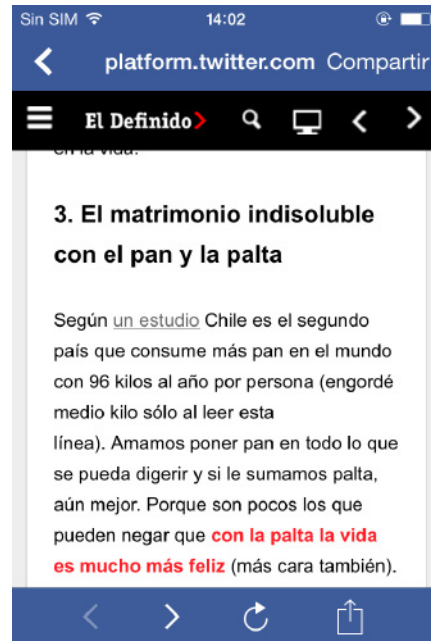 Sin SIM 14:02
platform.twitter.com Compartir
El Definido
en la vida.
3. El matrimonio indisoluble
con el pan y la palta
Según un estudio Chile es el segundo
país que consume más pan en el mundo
con 96 kilos al año por persona (engordé
medio kilo sólo al leer esta
línea). Amamos poner pan en todo lo que
se pueda digerir y si le sumamos palta,
aún mejor. Porque son pocos los que
pueden negar que con la palta la vida
es mucho más feliz (más cara también).